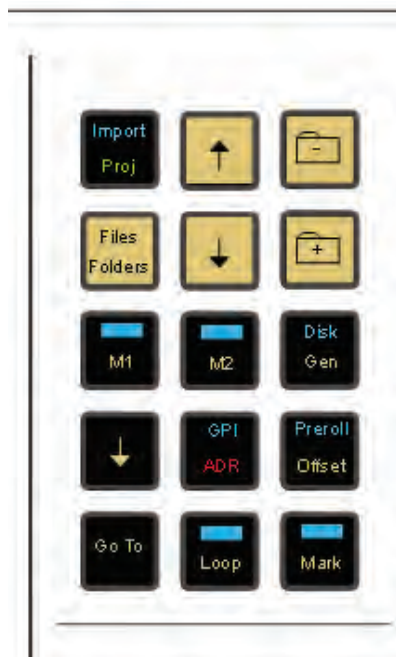 Import
Proj
Files
Folders
M1
M2
Disk
Gen
GPI
ADR
Preroll
Offset
Go To
Loop
Mark